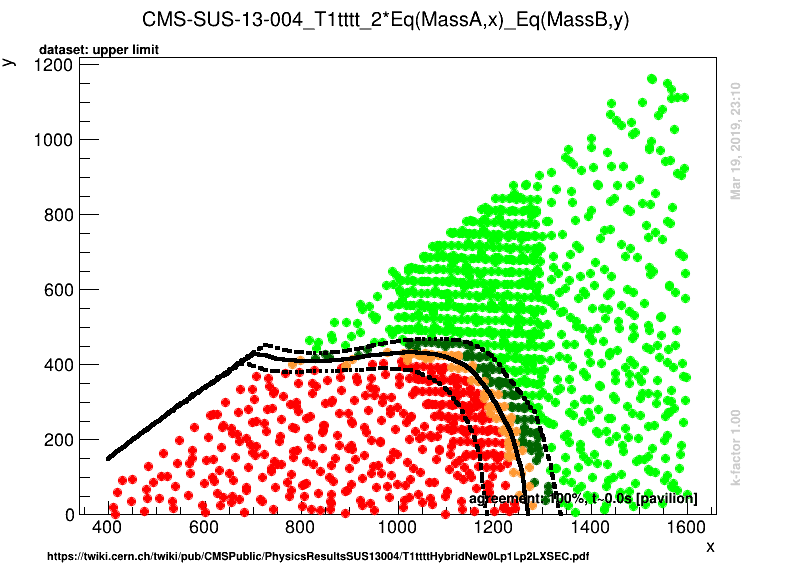 CMS-SUS-13-004_T1tttt_2*Eq(MassA,x)_Eq(MassB,y)
dataset: upper limit
y
1200
1000
800
600
400
200
0
400
600
800
1000
1200
1400
1600
x
agreement: 100%, t~0.0s [pavilion]
Mar 19, 2019, 23:10
k-factor 1.00
https://twiki.cern.ch/twiki/pub/CMSPublic/PhysicsResultsSUS13004/T1ttttHybridNew0Lp1Lp2LXSEC.pdf